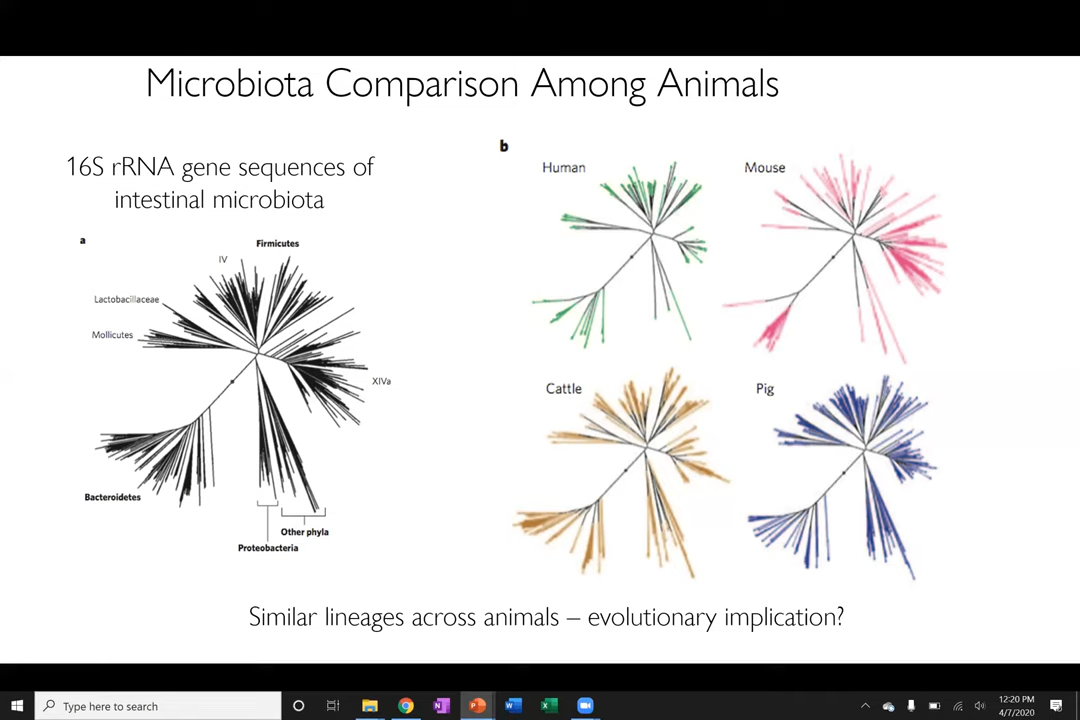 Microbiota Comparison Among Animals
16S rRNA gene sequences of
intestinal microbiota
a
Firmicutes
IV
Lactobacillaceae
Mollicutes
XIVa
Bacteroidetes
Other phyla
Proteobacteria
b
Human
Mouse
Cattle
Pig
Similar lineages across animals – evolutionary implication?
Type here to search
12:20 PM
4/7/2020